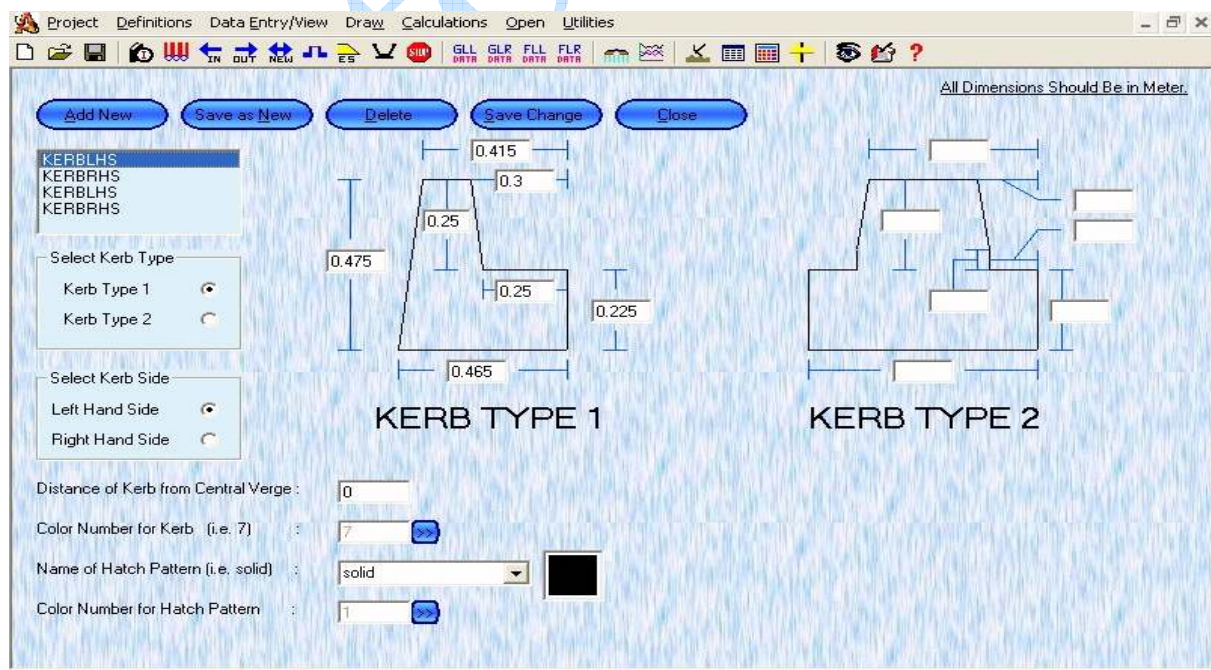 Project Definitions Data Entry/View Draw Calculations Open Utilities
IN OUT NEW ES STOP GLL DATA GLR DATA FLL DATA FLR DATA ?
All Dimensions Should Be in Meter.
Add New Save as New Delete Save Change Close
KERBLHS
KERBRHS
KERBLHS
KERBRHS
Select Kerb Type
Kerb Type 1
Kerb Type 2
Select Kerb Side
Left Hand Side
Right Hand Side
0.415
0.3
0.25
0.475
0.25
0.225
0.465
KERB TYPE 1
KERB TYPE 2
Distance of Kerb from Central Verge : 0
Color Number for Kerb (i.e. 7) : 7 >>
Name of Hatch Pattern (i.e. solid) : solid
Color Number for Hatch Pattern : 1 >>